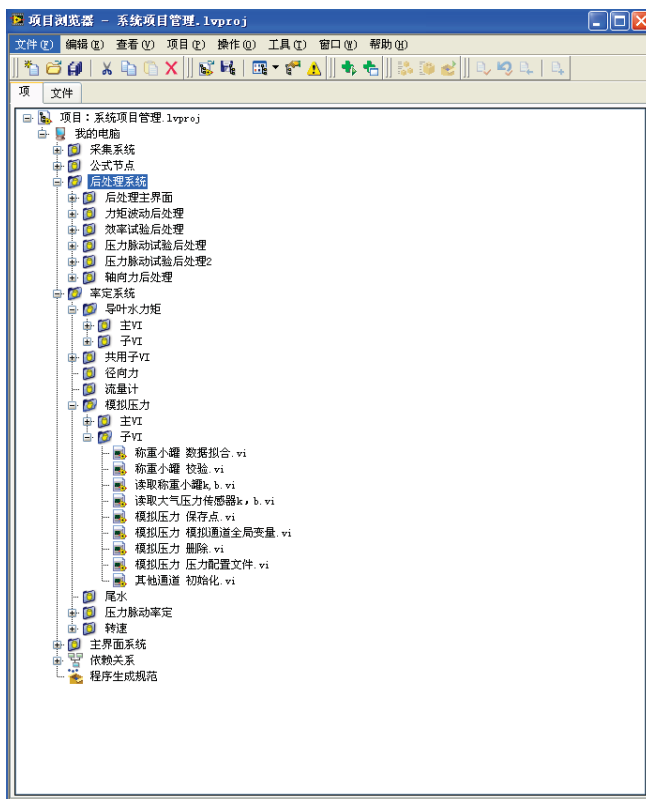 项目浏览器 - 系统项目管理.lvproj
文件(F) 编辑(E) 查看(V) 项目(P) 操作(O) 工具(T) 窗口(W) 帮助(H)
项 文件
项目：系统项目管理.lvproj
我的电脑
采集系统
公式节点
后处理系统
后处理主界面
力矩波动后处理
效率试验后处理
压力脉动试验后处理
压力脉动试验后处理2
轴向力后处理
率定系统
导叶水力矩
主VI
子VI
共用子VI
径向力
流量计
模拟压力
主VI
子VI
称重小罐 数据拟合.vi
称重小罐 校验.vi
读取称重小罐k,b.vi
读取大气压力传感器k，b.vi
模拟压力 保存点.vi
模拟压力 模拟通道全局变量.vi
模拟压力 删除.vi
模拟压力 压力配置文件.vi
其他通道 初始化.vi
尾水
压力脉动率定
转速
主界面系统
依赖关系
程序生成规范